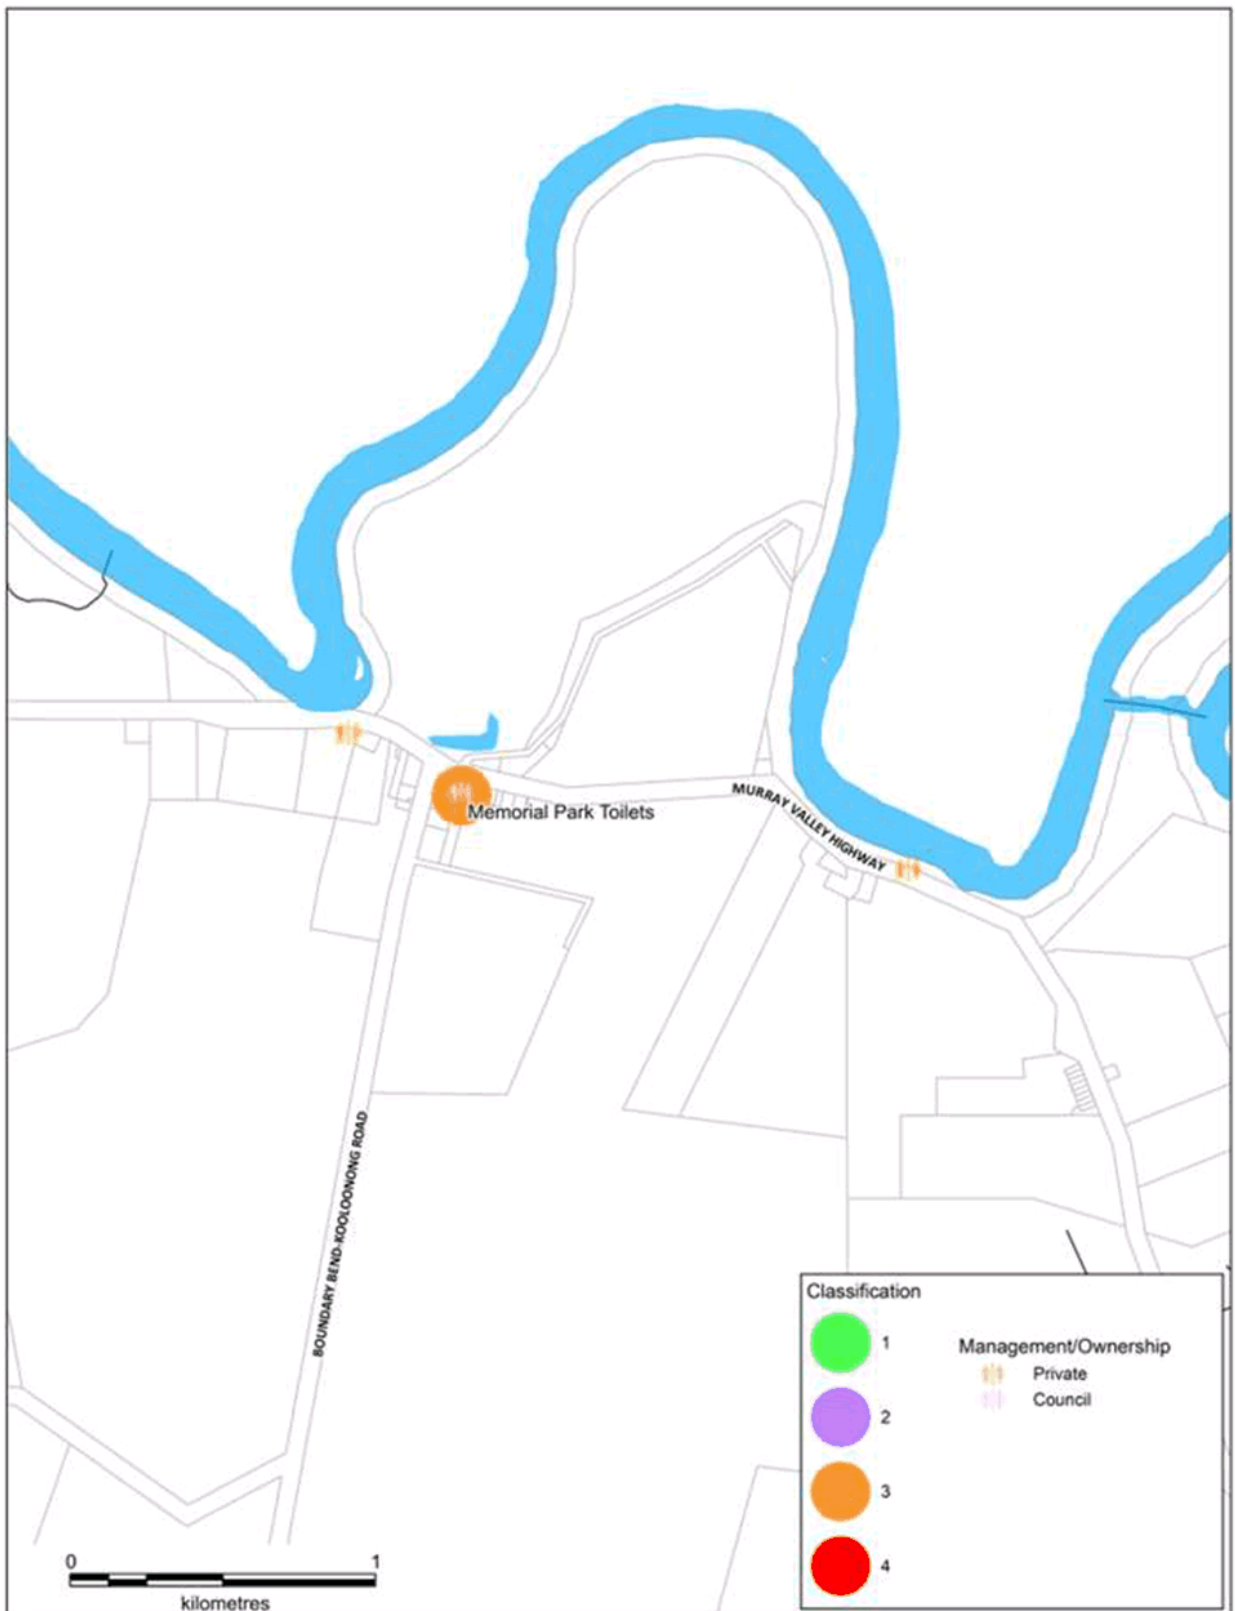 Memorial Park Toilets
MURRAY VALLEY HIGHWAY
BOUNDARY BEND-KOOLOONONG ROAD
Classification
1
2
3
4
Management/Ownership
Private
Council
0 1
kilometres